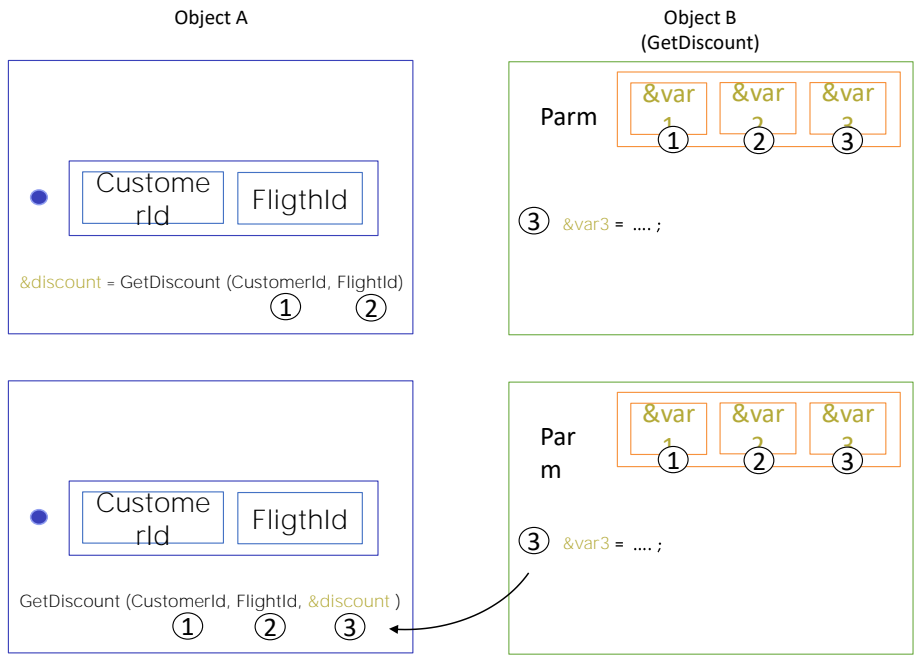 Object A
Object B
(GetDiscount)
Custome
rId
FligthId
&discount = GetDiscount (CustomerId, FlightId)
1
2
Parm
&var
1
&var
2
&var
3
1
2
3
3
&var3 = .... ;
Custome
rId
FligthId
GetDiscount (CustomerId, FlightId, &discount )
1
2
3
Par
m
&var
1
&var
2
&var
3
1
2
3
3
&var3 = .... ;